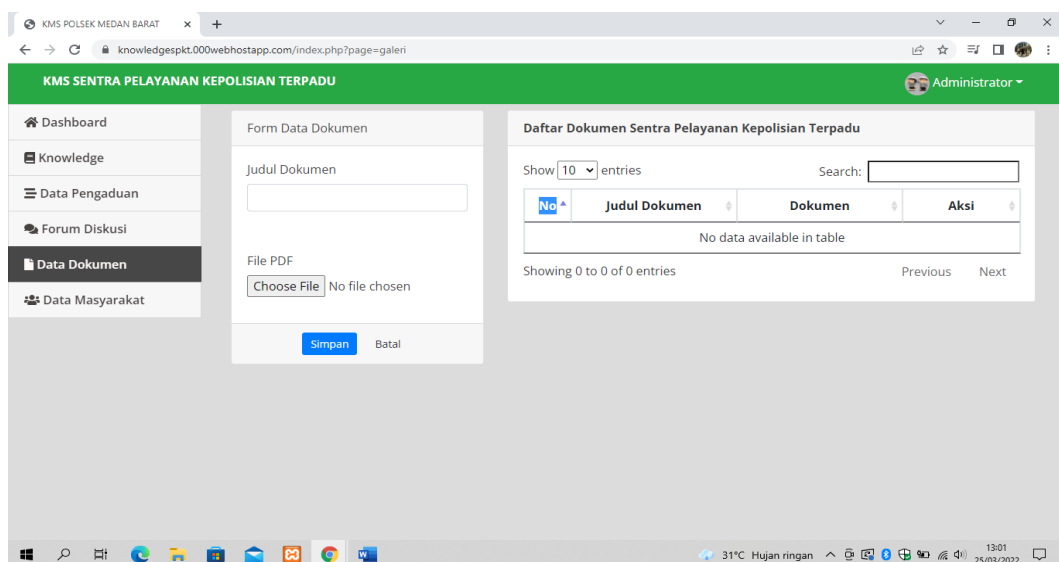 KMS POLSEK MEDAN BARAT
knowledgespkt.000webhostapp.com/index.php?page=galeri
KMS SENTRA PELAYANAN KEPOLISIAN TERPADU
Administrator
Dashboard
Knowledge
Data Pengaduan
Forum Diskusi
Data Dokumen
Data Masyarakat
Form Data Dokumen
Judul Dokumen
File PDF
Choose File No file chosen
Simpan Batal
Daftar Dokumen Sentra Pelayanan Kepolisian Terpadu
Show 10 entries Search:
No Judul Dokumen Dokumen Aksi
No data available in table
Showing 0 to 0 of 0 entries Previous Next
31°C Hujan ringan
13:01
25/03/2022